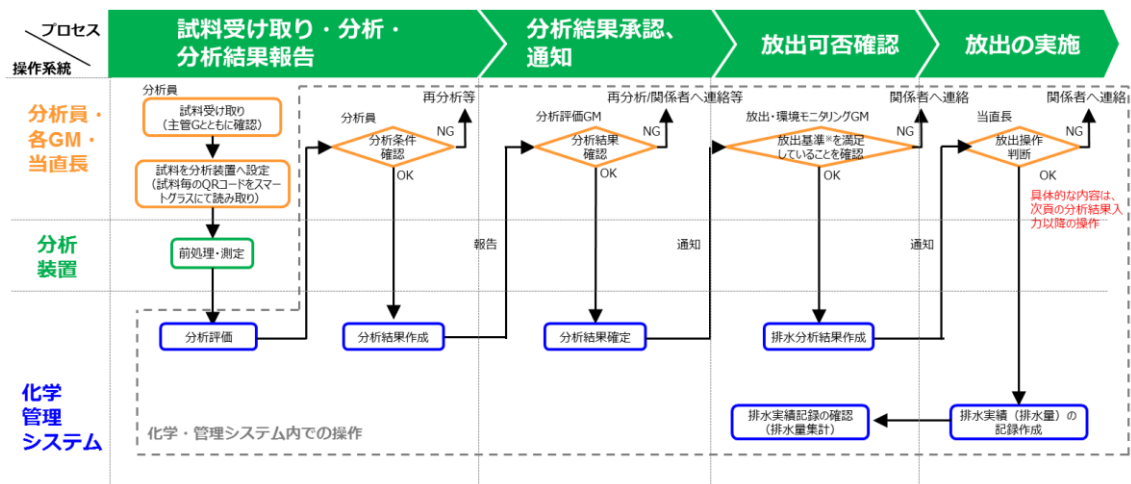 プロセス
操作系統
試料受け取り・分析・
分析結果報告
分析結果承認、
通知
放出可否確認
放出の実施
分析員・
各GM・
当直長
分析員
試料受け取り
（主管Gとともに確認）
試料を分析装置へ設定
（試料毎のQRコードをスマー
トグラスにて読み取り）
分析員
分析条件
確認
NG
再分析等
OK
分析評価GM
分析結果
確認
NG
再分析/関係者へ連絡等
OK
放出・環境モニタリングGM
放出基準※を満足
していることを確認
NG
関係者へ連絡
OK
当直長
放出操作
判断
NG
関係者へ連絡
OK
具体的な内容は、
次頁の分析結果入
力以降の操作
分析
装置
前処理・測定
報告
通知
通知
化学
管理
システム
分析評価
分析結果作成
分析結果確定
排水分析結果作成
排水実績記録の確認
（排水量集計）
排水実績（排水量）の
記録作成
化学・管理システム内での操作